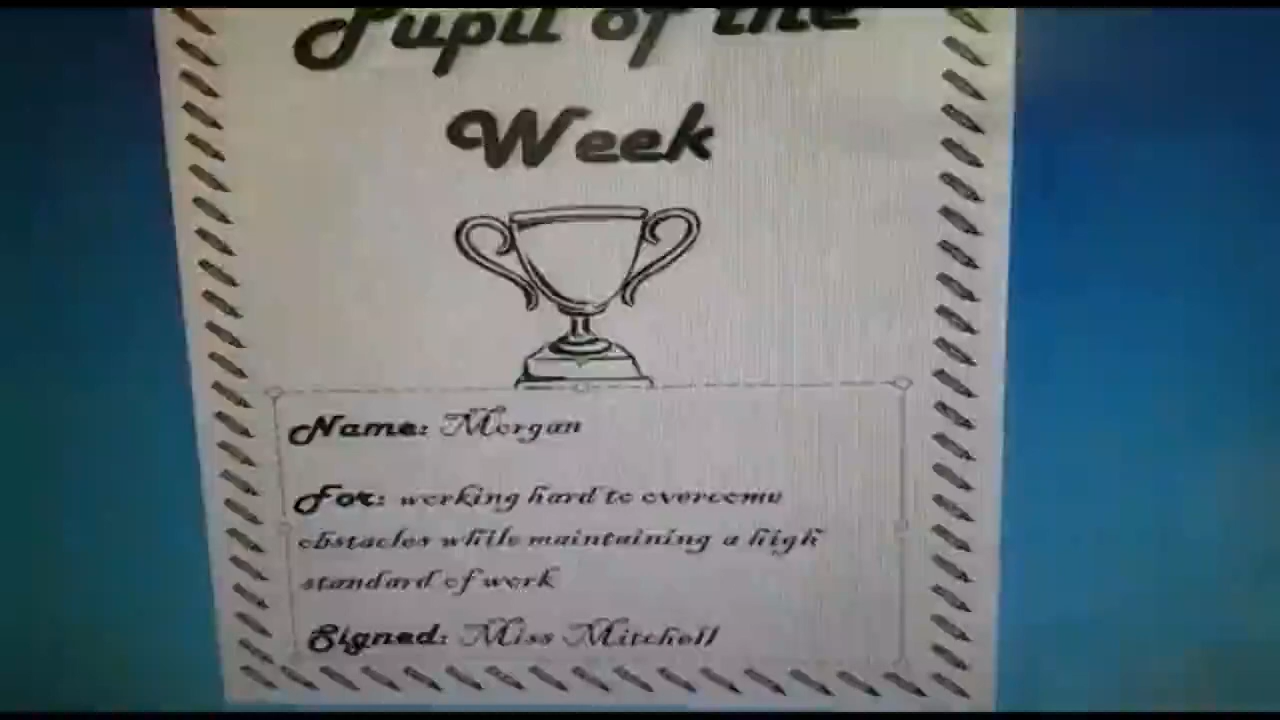 Pupil of the
Week
Name: Morgan
For: working hard to overcome
obstacles while maintaining a high
standard of work
Signed: Miss Mitchell